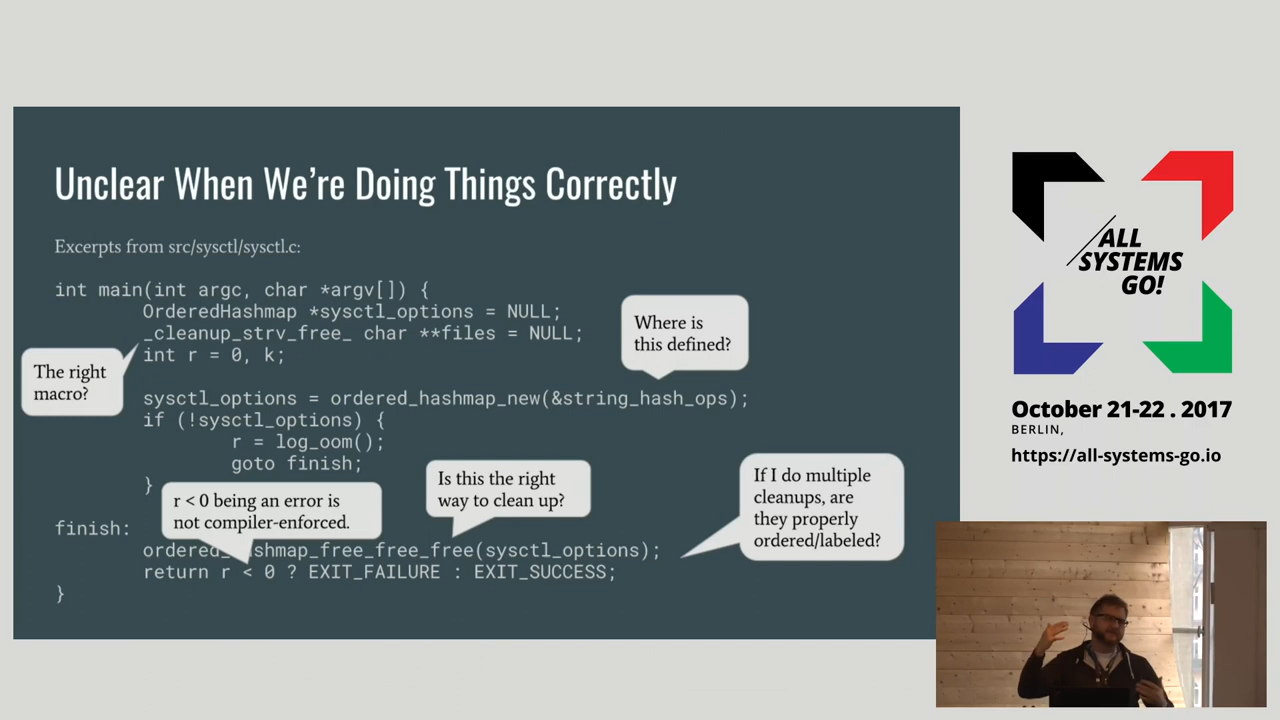 Unclear When We're Doing Things Correctly
Excerpts from src/sysctl/sysctl.c:
int main(int argc, char *argv[]) {
OrderedHashmap *sysctl_options = NULL;
_cleanup_strv_free_ char **files = NULL;
int r = 0, k;
The right
macro?
Where is
this defined?
sysctl_options = ordered_hashmap_new(&string_hash_ops);
if (!sysctl_options) {
r = log_oom();
goto finish;
}
r < 0 being an error is
not compiler-enforced.
Is this the right
way to clean up?
If I do multiple
cleanups, are
they properly
ordered/labeled?
finish:
ordered_ shmap_free_free_free(sysctl_options);
return r < 0 ? EXIT_FAILURE : EXIT_SUCCESS;
}
ALL
SYSTEMS
GO!
October 21-22 . 2017
BERLIN,
https://all-systems-go.io